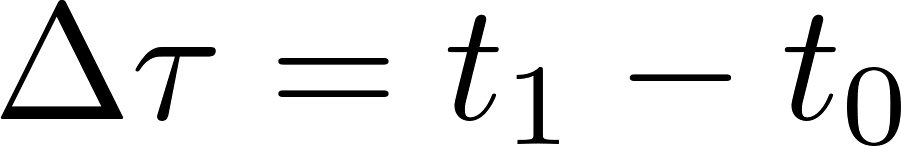 Δτ = t₁ − t₀